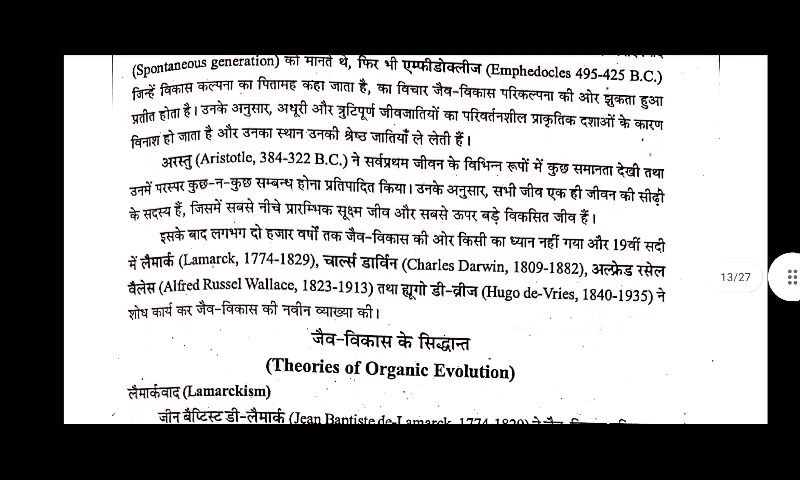 (Spontaneous generation) को मानते थे, फिर भी एम्फीडोक्लीज (Emphedocles 495-425 B.C.)
जिन्हें विकास कल्पना का पितामह कहा जाता है, का विचार जैव-विकास परिकल्पना की ओर झुकता हुआ
प्रतीत होता है। उनके अनुसार, अधूरी और त्रुटिपूर्ण जीवजातियों का परिवर्तनशील प्राकृतिक दशाओं के कारण
विनाश हो जाता है और उनका स्थान उनकी श्रेष्ठ जातियाँ ले लेती हैं।
अरस्तु (Aristotle, 384-322 B.C.) ने सर्वप्रथम जीवन के विभिन्न रूपों में कुछ समानता देखी तथा
उनमें परस्पर कुछ-न-कुछ सम्बन्ध होना प्रतिपादित किया। उनके अनुसार, सभी जीव एक ही जीवन की सीढ़ी
के सदस्य हैं, जिसमें सबसे नीचे प्रारम्भिक सूक्ष्म जीव और सबसे ऊपर बड़े विकसित जीव हैं।
इसके बाद लगभग दो हजार वर्षों तक जैव-विकास की ओर किसी का ध्यान नहीं गया और 19वीं सदी
में लैमार्क (Lamarck, 1774-1829), चार्ल्स डार्विन (Charles Darwin, 1809-1882), अल्फ्रेड रसेल
वैलेस (Alfred Russel Wallace, 1823-1913) तथा ह्यूगो डी-व्रीज (Hugo de-Vries, 1840-1935) ने
शोध कार्य कर जैव-विकास की नवीन व्याख्या की।
13/27
जैव-विकास के सिद्धान्त
(Theories of Organic Evolution)
लैमार्कवाद (Lamarckism)
जीन बैप्टिस्ट डी-लैमार्क (Jean Baptiste de-Lamarck, 1774-1829) ने